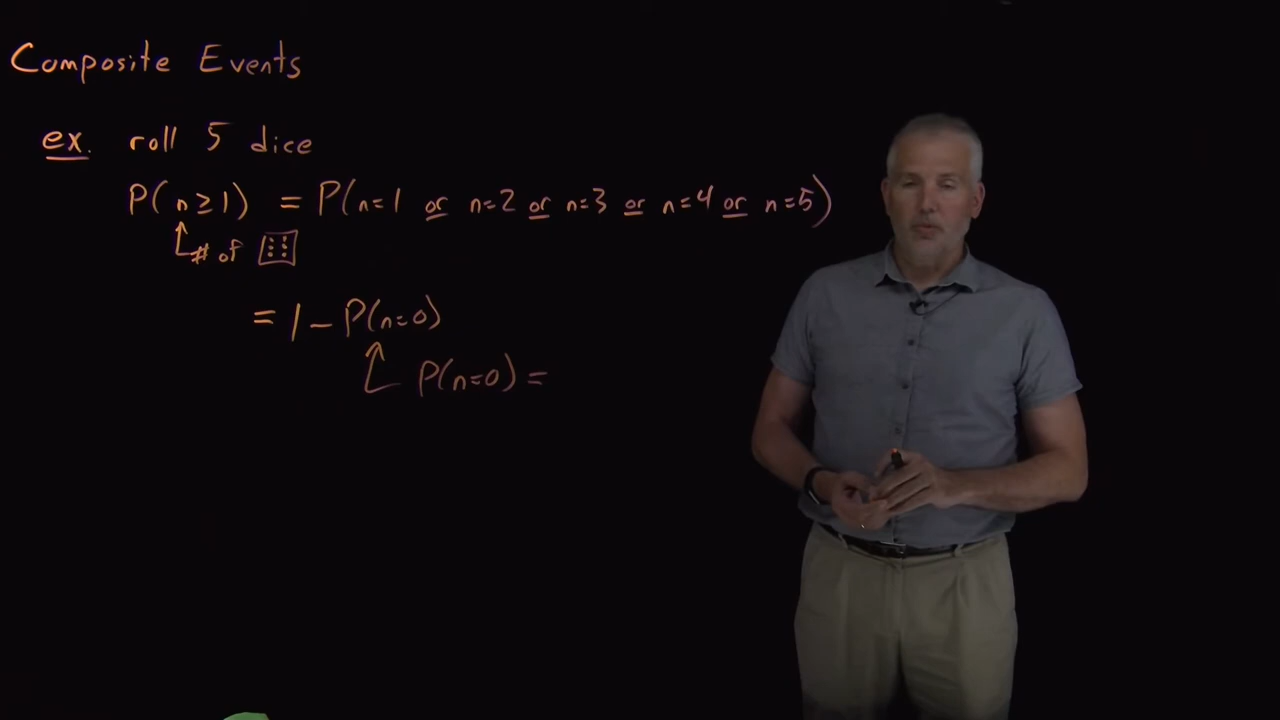 Composite Events
ex. roll 5 dice
P(n≥1) = P(n=1 or n=2 or n=3 or n=4 or n=5)
# of
= 1 - P(n=0)
P(n=0) =